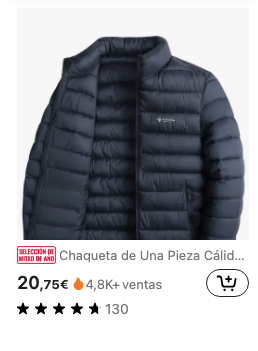 SELECCIÓN DE
MITAD DE AÑO
Chaqueta de Una Pieza Cálid...
20,75€ 4,8K+ ventas
130